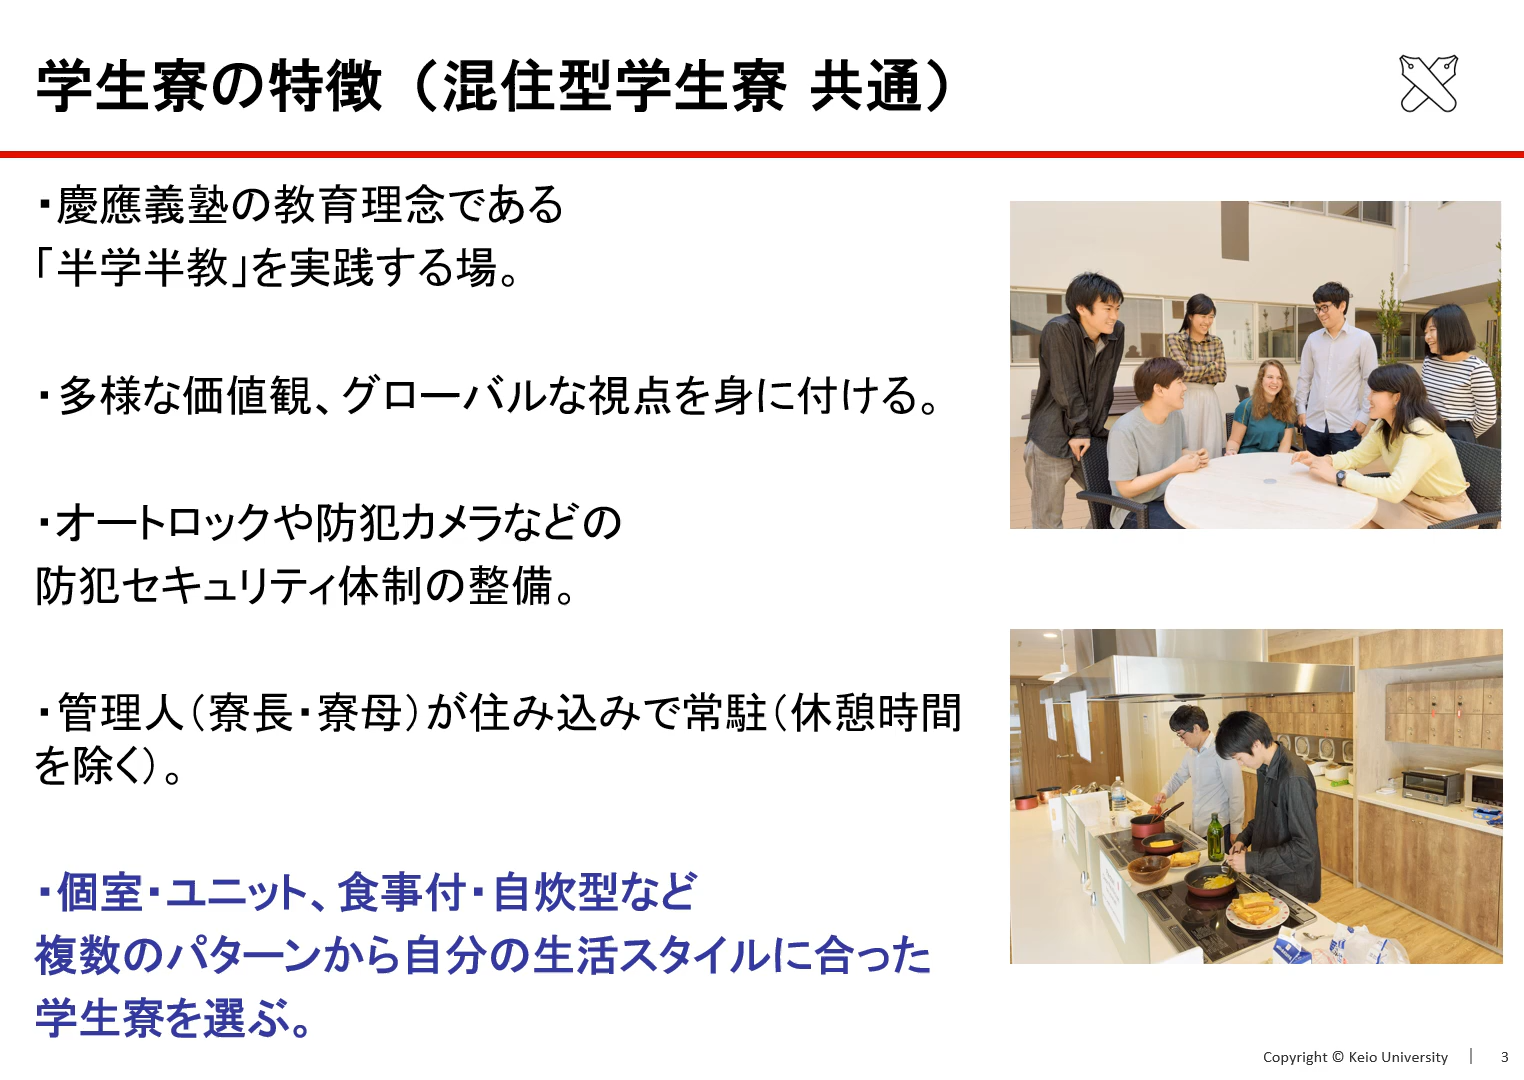 学生寮の特徴（混住型学生寮 共通）
・慶應義塾の教育理念である
「半学半教」を実践する場。
・多様な価値観、グローバルな視点を身に付ける。
・オートロックや防犯カメラなどの
防犯セキュリティ体制の整備。
・管理人（寮長・寮母）が住み込みで常駐（休憩時間
を除く）。
・個室・ユニット、食事付・自炊型など
複数のパターンから自分の生活スタイルに合った
学生寮を選ぶ。
Copyright © Keio University | 3